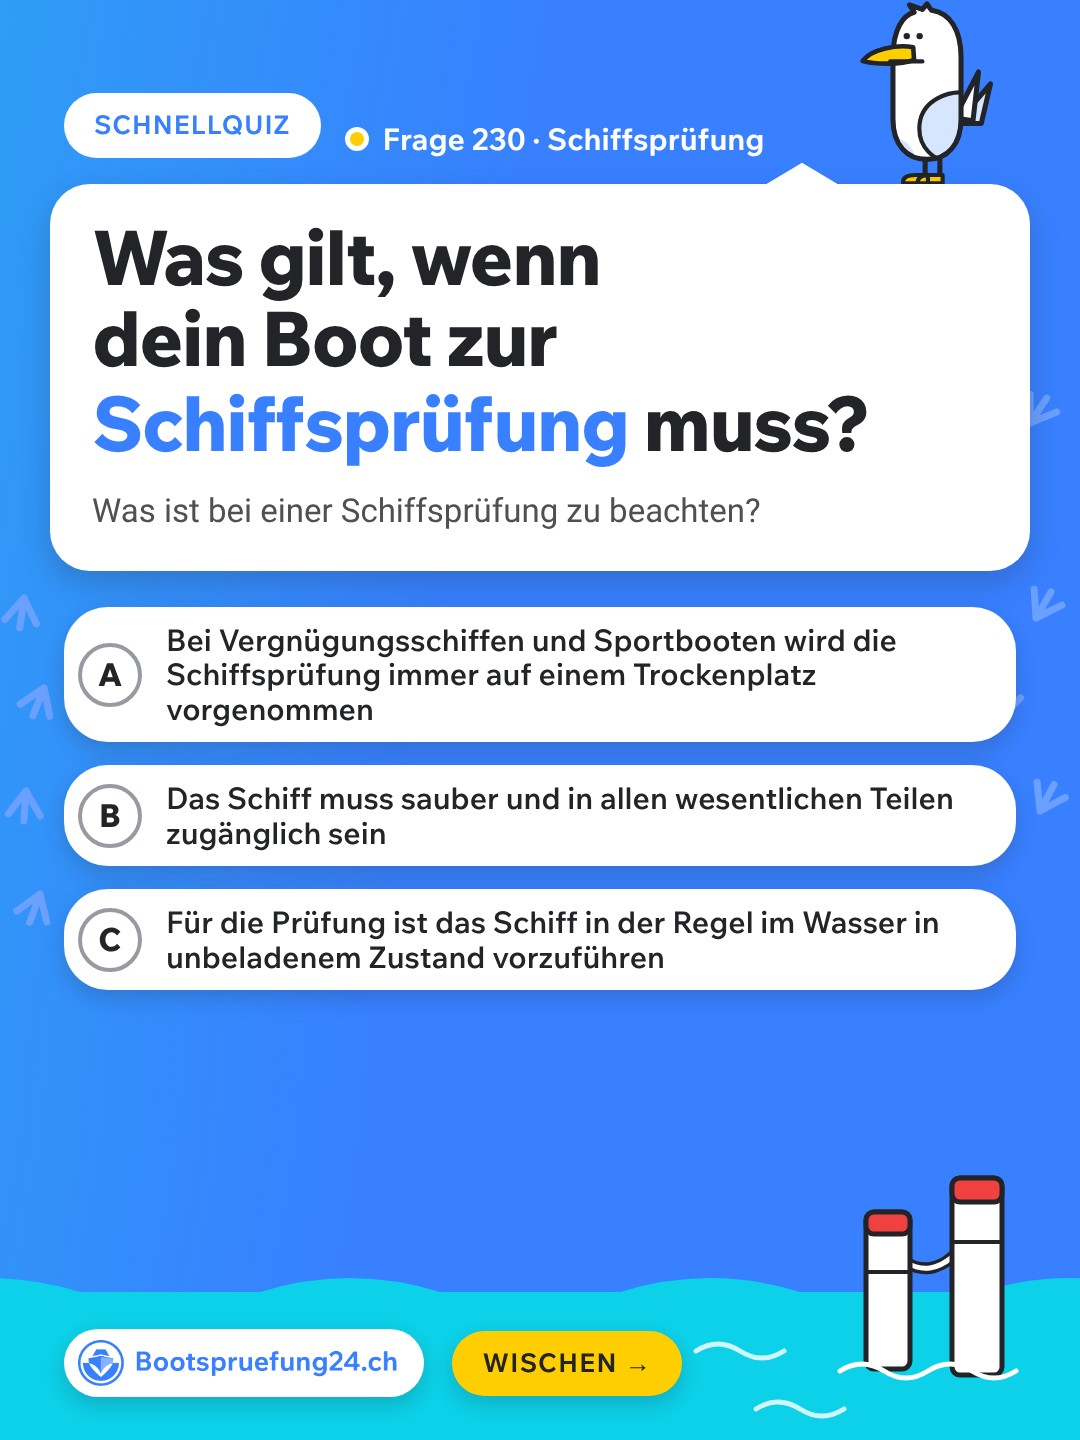 SCHNELLQUIZ
Frage 230 · Schiffsprüfung
Was gilt, wenn
dein Boot zur
Schiffsprüfung muss?
Was ist bei einer Schiffsprüfung zu beachten?
A
Bei Vergnügungsschiffen und Sportbooten wird die
Schiffsprüfung immer auf einem Trockenplatz
vorgenommen
B
Das Schiff muss sauber und in allen wesentlichen Teilen
zugänglich sein
C
Für die Prüfung ist das Schiff in der Regel im Wasser in
unbeladenem Zustand vorzuführen
Bootspruefung24.ch
WISCHEN →